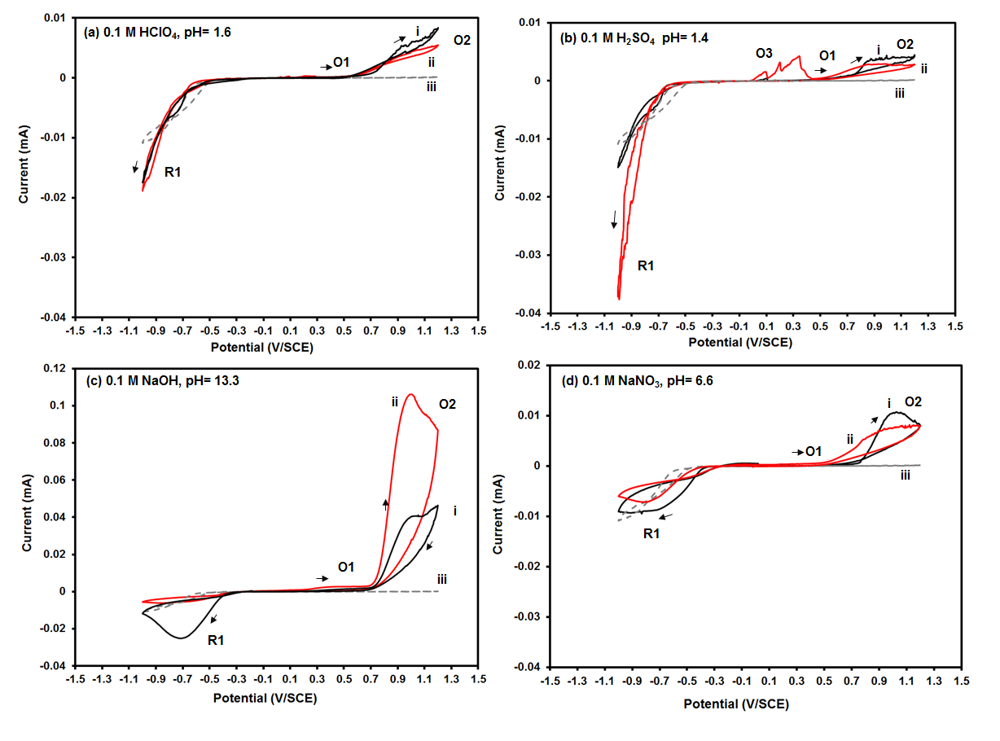 (a) 0.1 M HClO₄, pH= 1.6
0.01
0
-0.01
-0.02
-0.03
-0.04
Current (mA)
O1
i
O2
ii
iii
R1
-1.5 -1.3 -1.1 -0.9 -0.7 -0.5 -0.3 -0.1 0.1 0.3 0.5 0.7 0.9 1.1 1.3 1.5
Potential (V/SCE)
(b) 0.1 M H₂SO₄ pH= 1.4
0.01
0
-0.01
-0.02
-0.03
-0.04
Current (mA)
O3
O1
i
O2
ii
iii
R1
-1.5 -1.3 -1.1 -0.9 -0.7 -0.5 -0.3 -0.1 0.1 0.3 0.5 0.7 0.9 1.1 1.3 1.5
Potential (V/SCE)
(c) 0.1 M NaOH, pH= 13.3
0.12
0.1
0.08
0.06
0.04
0.02
0
-0.02
-0.04
Current (mA)
ii
O2
i
O1
iii
R1
-1.5 -1.3 -1.1 -0.9 -0.7 -0.5 -0.3 -0.1 0.1 0.3 0.5 0.7 0.9 1.1 1.3 1.5
Potential (V/SCE)
(d) 0.1 M NaNO₃, pH= 6.6
0.02
0.01
0
-0.01
-0.02
-0.03
-0.04
Current (mA)
i
O2
ii
O1
iii
R1
-1.5 -1.3 -1.1 -0.9 -0.7 -0.5 -0.3 -0.1 0.1 0.3 0.5 0.7 0.9 1.1 1.3 1.5
Potential (V/SCE)